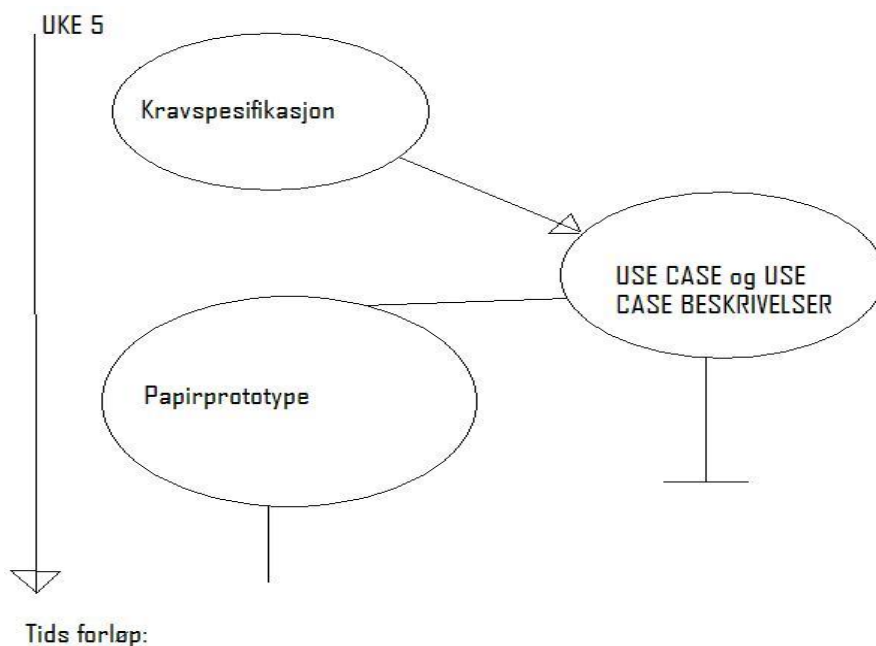 UKE 5
Kravspesifikasjon
USE CASE og USE
CASE BESKRIVELSER
Papirprototype
Tids forløp: